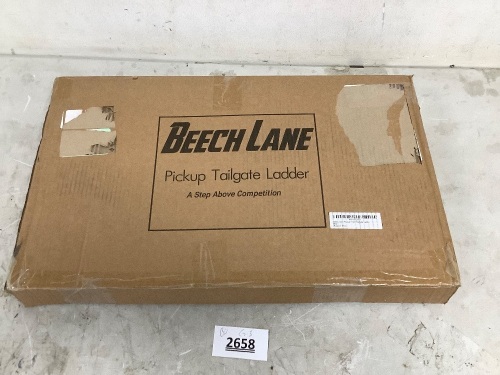 BEECH LANE
Pickup Tailgate Ladder
A Step Above Competition
2658